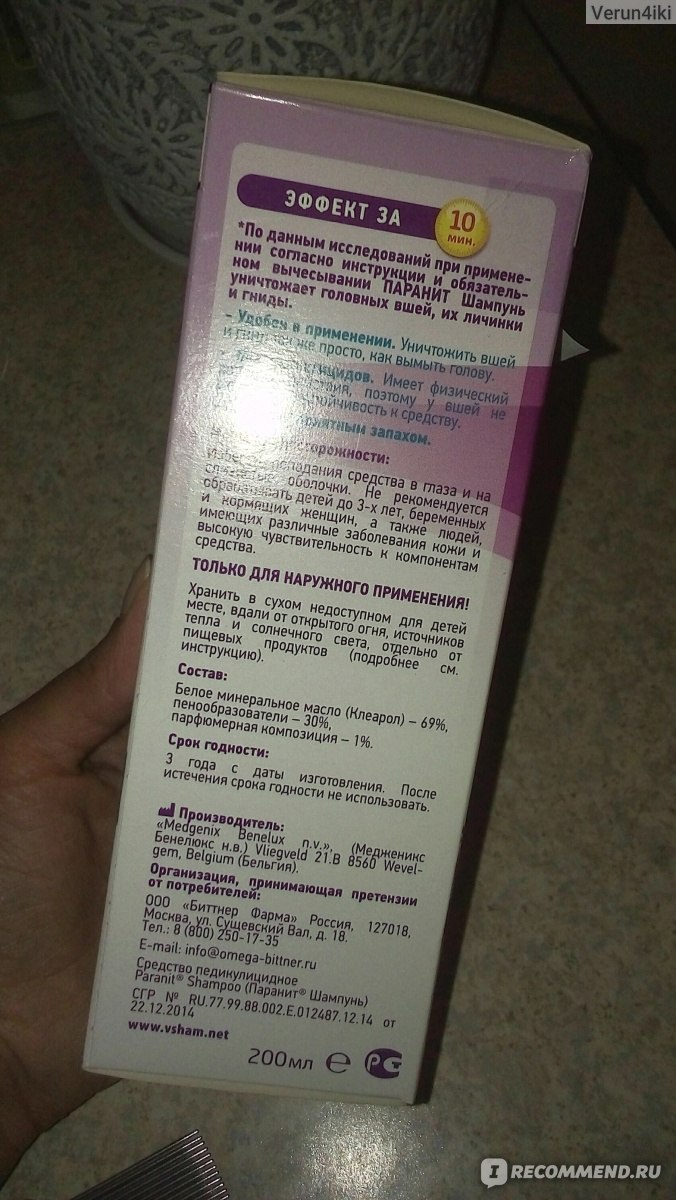 Verun4iki
ЭФФЕКТ ЗА
10
мин.
*По данным исследований при примене-
нии согласно инструкции и обязатель-
ном вычесывании ПАРАНИТ Шампунь
уничтожает головных вшей, их личинки
и гниды.
- Удобен в применении. Уничтожить вшей
и же просто, как вымыть голову.
Имеет физический
поэтому у вшей не
к средству.
запахом.
средства в глаза и на
оболочки. Не рекомендуется
обрабатывать детей до 3-х лет, беременных
и кормящих женщин, а также людей,
имеющих различные заболевания кожи и
высокую чувствительность к компонентам
средства.
ТОЛЬКО ДЛЯ НАРУЖНОГО ПРИМЕНЕНИЯ!
Хранить в сухом недоступном для детей
месте, вдали от открытого огня, источников
тепла и солнечного света, отдельно от
пищевых продуктов (подробнее см.
инструкцию).
Состав:
Белое минеральное масло (Клеарол) – 69%,
пенообразователи – 30%,
парфюмерная композиция – 1%.
Срок годности:
3 года с даты изготовления. После
истечения срока годности не использовать.
Производитель:
«Medgenix Benelux n.v.», (Медженикс
Бенелюкс н.в.) Vliegveld 21.B 8560 Wevel-
gem, Belgium (Бельгия).
Организация, принимающая претензии
от потребителей:
ООО «Биттнер Фарма» Россия, 127018,
Москва, ул. Сущевский Вал, д. 18.
Тел.: 8 (800) 250-17-35
E-mail: info@omega-bittner.ru
Средство педикулицидное
Paranit® Shampoo (Паранит® Шампунь)
СГР № RU.77.99.88.002.E.012487.12.14 от
22.12.2014
www.vsham.net
200мл ℮ РСТ
IRECOMMEND.RU